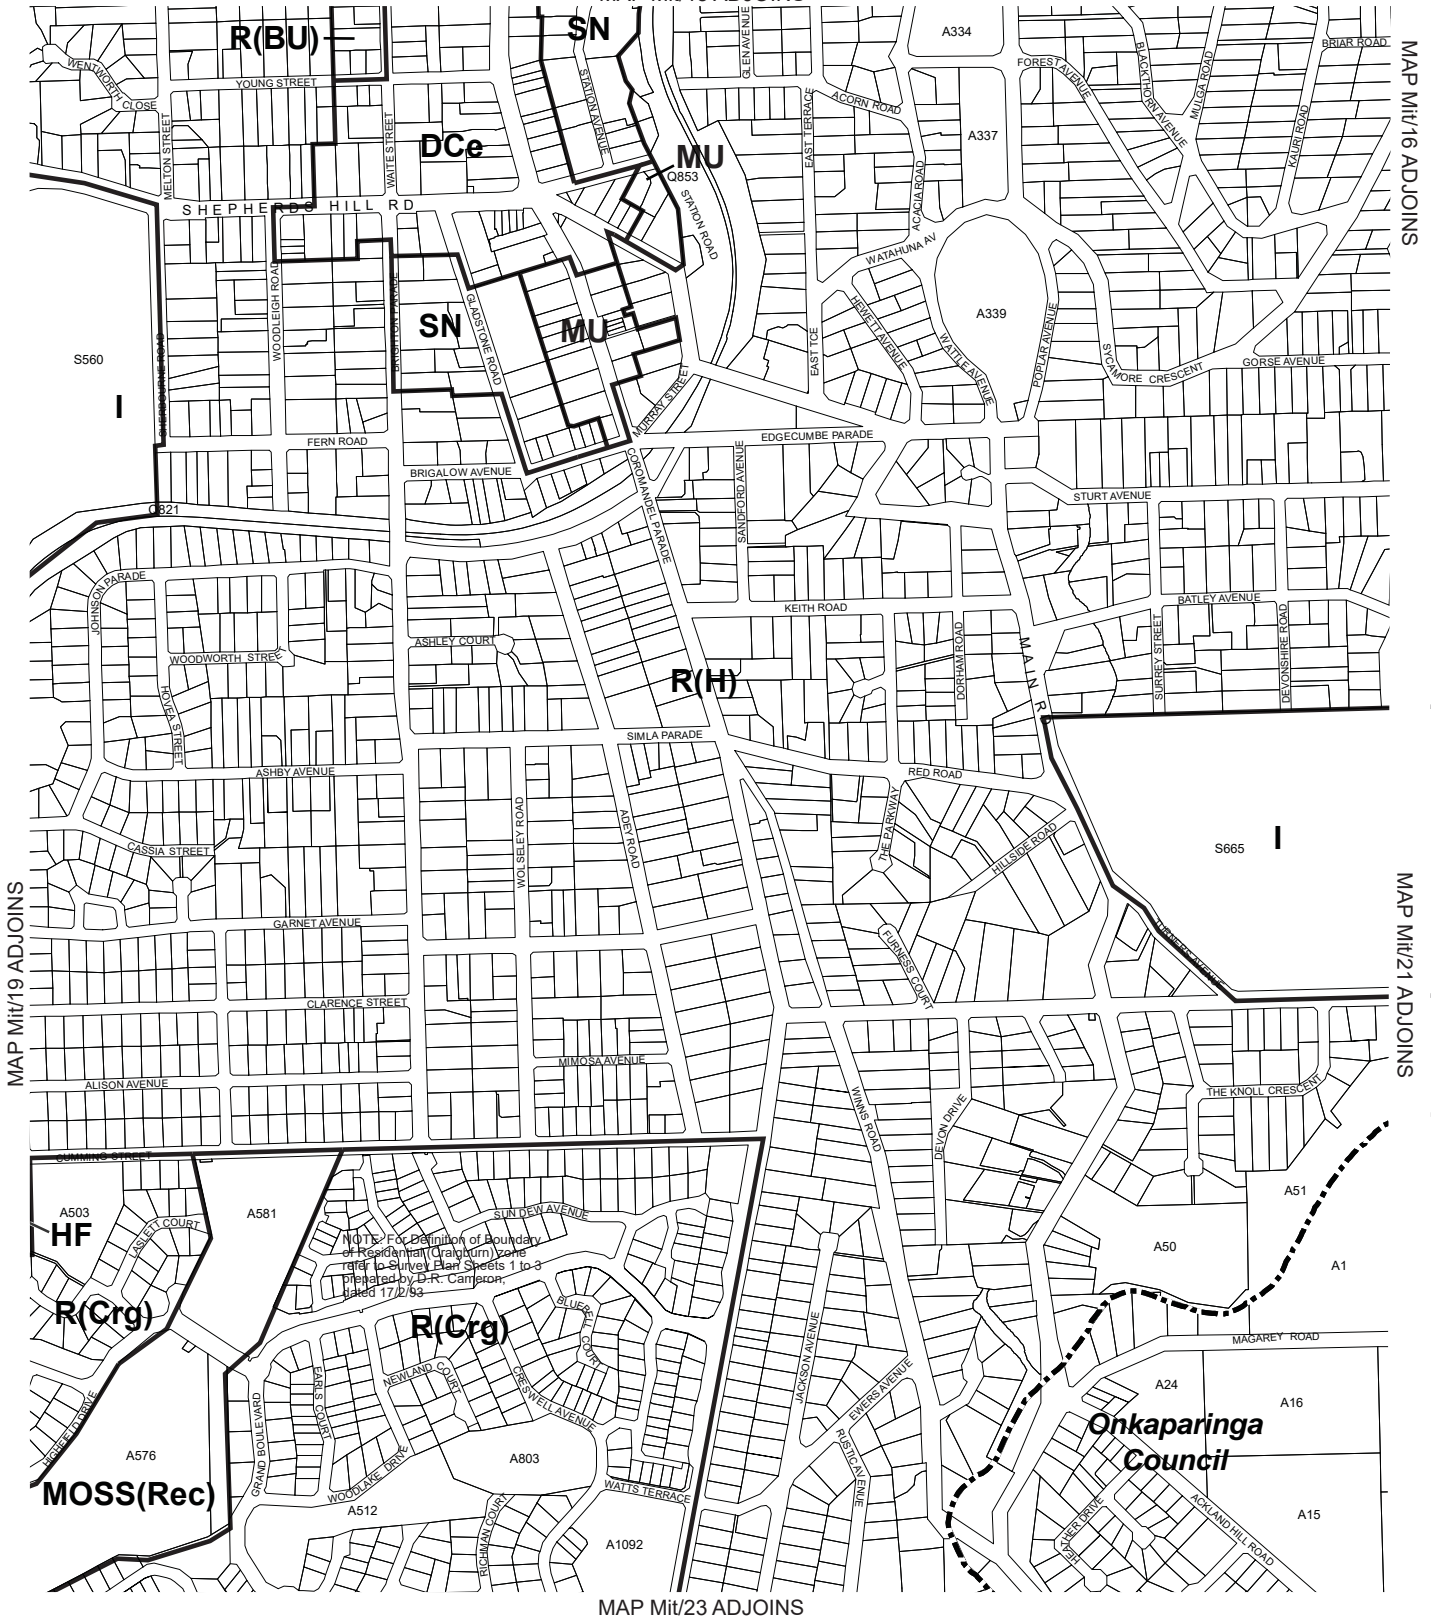 R(BU)
SN
A334
GLEN AVENUE
BLACKTHORN AVENUE
MULGA ROAD
BRIAR ROAD
MAP Mit/16 ADJOINS
WENTWORTH CLOSE
YOUNG STREET
STATION AVENUE
FOREST AVENUE
ACORN ROAD
EAST TERRACE
A337
KAURI ROAD
MELTON STREET
WAITE STREET
DCe
MU
Q853
STATION ROAD
ACACIA ROAD
SHEPHERDS HILL RD
WATAHUNA AV
WOODLEIGH ROAD
BRIGHTON PARADE
GLADSTONE ROAD
SN
MU
HEWETT AVENUE
WATTLE AVENUE
A339
POPLAR AVENUE
SYCAMORE CRESCENT
GORSE AVENUE
S560
I
SHERBOURNE ROAD
EAST TCE
MURRAY STREET
FERN ROAD
EDGECUMBE PARADE
BRIGALOW AVENUE
COROMANDEL PARADE
SANDFORD AVENUE
STURT AVENUE
Q821
JOHNSON PARADE
KEITH ROAD
BATLEY AVENUE
ASHLEY COURT
WOODWORTH STREET
HOVEA STREET
DORHAM ROAD
MAIN RD
SURREY STREET
DEVONSHIRE ROAD
R(H)
SIMLA PARADE
ASHBY AVENUE
RED ROAD
WOLSELEY ROAD
ADEY ROAD
THE PARKWAY
HILLSIDE ROAD
CASSIA STREET
S665
I
MAP Mit/19 ADJOINS
MAP Mit/21 ADJOINS
GARNET AVENUE
FURNESS COURT
TURNERS AVENUE
CLARENCE STREET
MIMOSA AVENUE
ALISON AVENUE
WINNS ROAD
DEVON DRIVE
THE KNOLL CRESCENT
CUMMINS STREET
A503
HF
LASLETT COURT
A581
SUN DEW AVENUE
NOTE: For Definition of Boundary
of Residential (Craigburn) zone
refer to Survey Plan Sheets 1 to 3
prepared by D.R. Cameron,
dated 17/2/93
A51
A50
A1
R(Crg)
R(Crg)
BLUEBELL COURT
JACKSON AVENUE
MAGAREY ROAD
EARLS COURT
NEWLAND COURT
CRESWELL AVENUE
EWERS AVENUE
A24
A16
HIGHFIELD DRIVE
GRAND BOULEVARD
Onkaparinga
Council
A576
A803
RUSTIC AVENUE
MOSS(Rec)
WOODLAKE DRIVE
WATTS TERRACE
A512
RICHMAN COURT
A1092
HEATHER DRIVE
ACKLAND HILL ROAD
A15
MAP Mit/23 ADJOINS